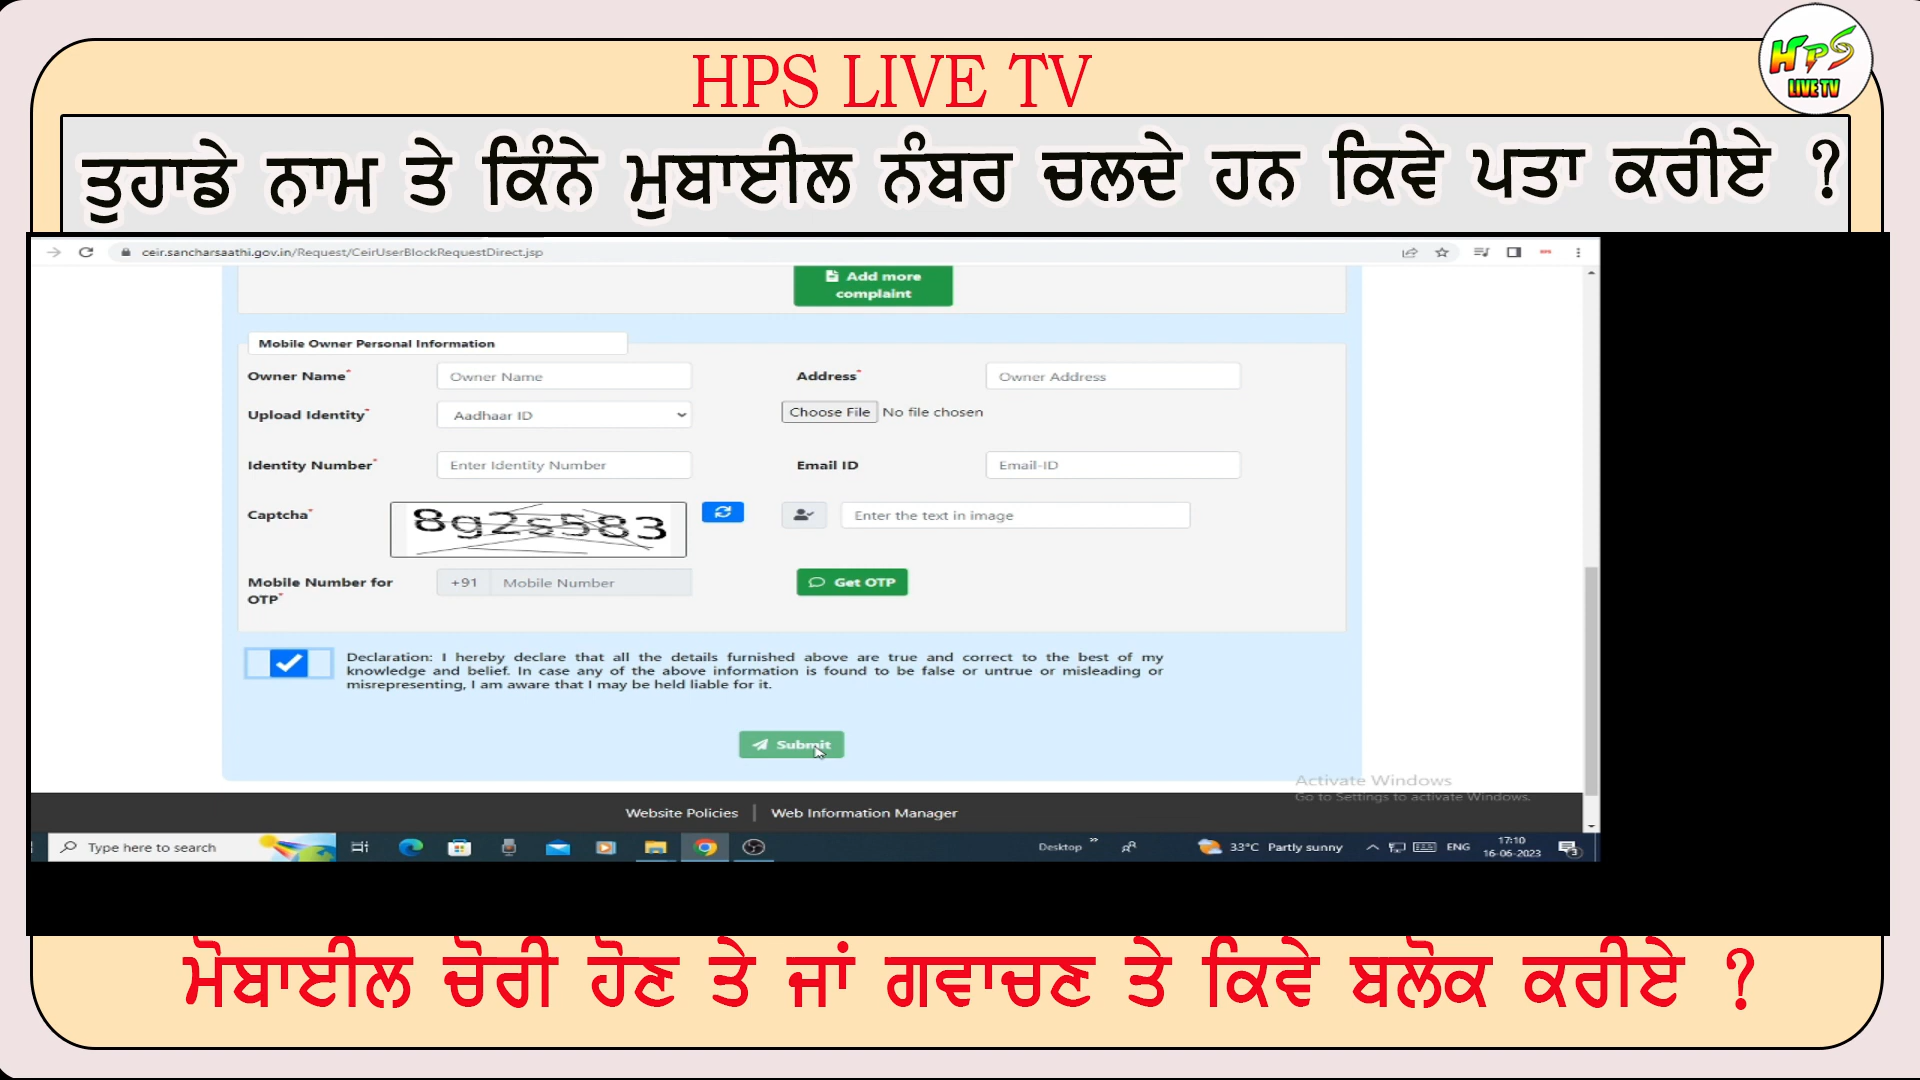 HPS LIVE TV
HPS
LIVE TV
ਤੁਹਾਡੇ ਨਾਮ ਤੇ ਕਿੰਨੇ ਮੁਬਾਈਲ ਨੰਬਰ ਚਲਦੇ ਹਨ ਕਿਵੇ ਪਤਾ ਕਰੀਏ ?
ceir.sancharsaathi.gov.in/Request/CeirUserBlockRequestDirect.jsp
Add more
complaint
Mobile Owner Personal Information
Owner Name* Owner Name Address* Owner Address
Upload Identity* Aadhaar ID Choose File No file chosen
Identity Number* Enter Identity Number Email ID Email-ID
Captcha* 8g2s583 Enter the text in image
Mobile Number for
OTP* +91 Mobile Number Get OTP
Declaration: I hereby declare that all the details furnished above are true and correct to the best of my
knowledge and belief. In case any of the above information is found to be false or untrue or misleading or
misrepresenting, I am aware that I may be held liable for it.
Submit
Activate Windows
Go to Settings to activate Windows.
Website Policies | Web Information Manager
Type here to search Desktop 33°C Partly sunny ENG 17:10
16-06-2023 3
ਮੋਬਾਈਲ ਚੋਰੀ ਹੋਣ ਤੇ ਜਾਂ ਗਵਾਚਣ ਤੇ ਕਿਵੇ ਬਲੋਕ ਕਰੀਏ ?